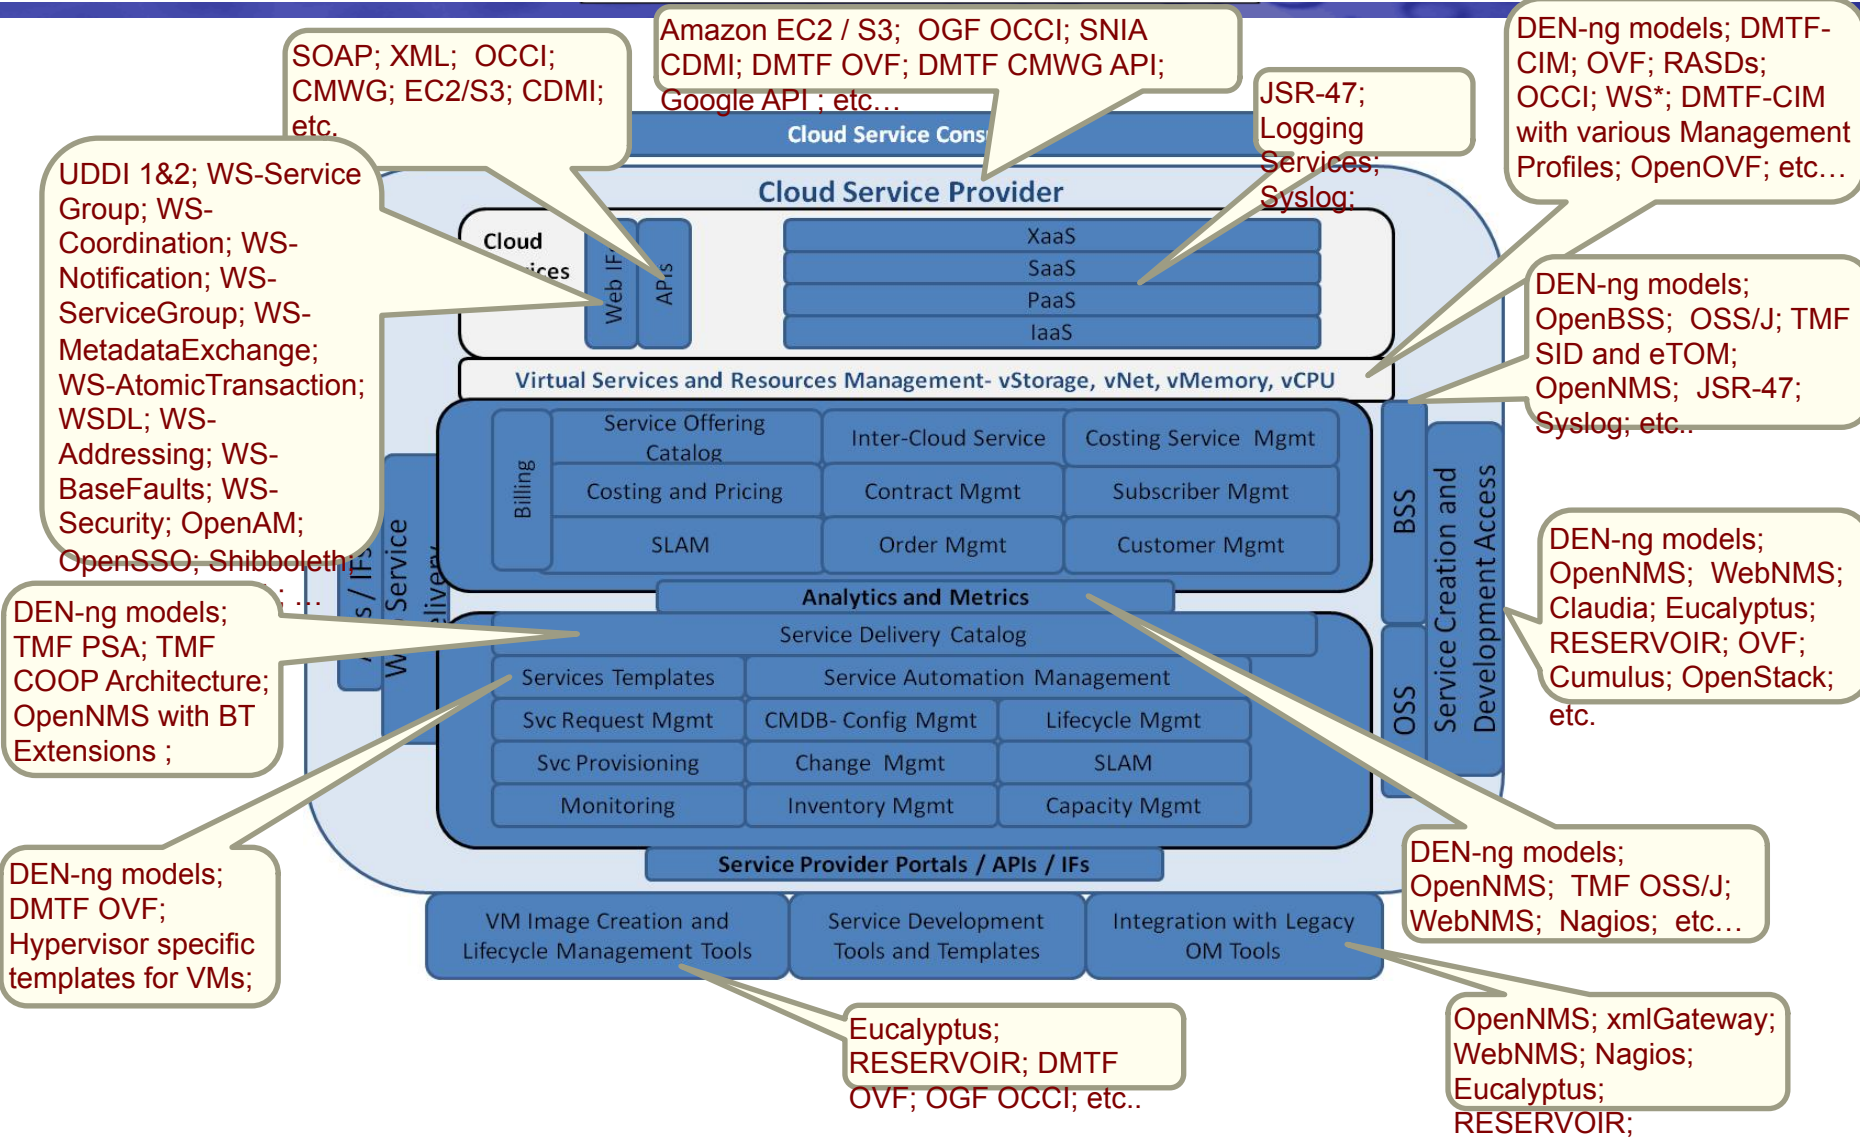 Amazon EC2 / S3;  OGF OCCI; SNIA
CDMI; DMTF OVF; DMTF CMWG API;
Google API ; etc…
SOAP; XML;  OCCI;
CMWG; EC2/S3; CDMI;
etc.
DEN-ng models; DMTF-
CIM; OVF; RASDs;
OCCI; WS*; DMTF-CIM
with various Management
Profiles; OpenOVF; etc…
JSR-47;
Logging
Services;
Syslog;
UDDI 1&2; WS-Service
Group; WS-
Coordination; WS-
Notification; WS-
ServiceGroup; WS-
MetadataExchange;
WS-AtomicTransaction;
WSDL; WS-
Addressing; WS-
BaseFaults; WS-
Security; OpenAM;
OpenSSO; Shibboleth;
; …
Cloud Service
Cloud Service Provider
Cloud
Web IFs
APIs
XaaS
SaaS
PaaS
IaaS
Virtual Services and Resources Management- vStorage, vNet, vMemory, vCPU
DEN-ng models;
OpenBSS;  OSS/J; TMF
SID and eTOM;
OpenNMS;  JSR-47;
Syslog; etc..
Billing
Service Offering
Catalog
Inter-Cloud Service
Costing Service  Mgmt
Costing and Pricing
Contract Mgmt
Subscriber Mgmt
SLAM
Order Mgmt
Customer Mgmt
BSS
OSS
Service Creation and
Development Access
/ IFs
Service
Analytics and Metrics
Service Delivery Catalog
Services Templates
Service Automation Management
Svc Request Mgmt
CMDB- Config Mgmt
Lifecycle Mgmt
Svc Provisioning
Change  Mgmt
SLAM
Monitoring
Inventory Mgmt
Capacity Mgmt
Service Provider Portals / APIs / IFs
DEN-ng models;
OpenNMS;  WebNMS;
Claudia; Eucalyptus;
RESERVOIR; OVF;
Cumulus; OpenStack;
etc.
DEN-ng models;
TMF PSA; TMF
COOP Architecture;
OpenNMS with BT
Extensions ;
DEN-ng models;
DMTF OVF;
Hypervisor specific
templates for VMs;
DEN-ng models;
OpenNMS;  TMF OSS/J;
WebNMS;  Nagios;  etc…
VM Image Creation and
Lifecycle Management Tools
Service Development
Tools and Templates
Integration with Legacy
OM Tools
Eucalyptus;
RESERVOIR; DMTF
OVF; OGF OCCI; etc..
OpenNMS; xmlGateway;
WebNMS; Nagios;
Eucalyptus;
RESERVOIR;